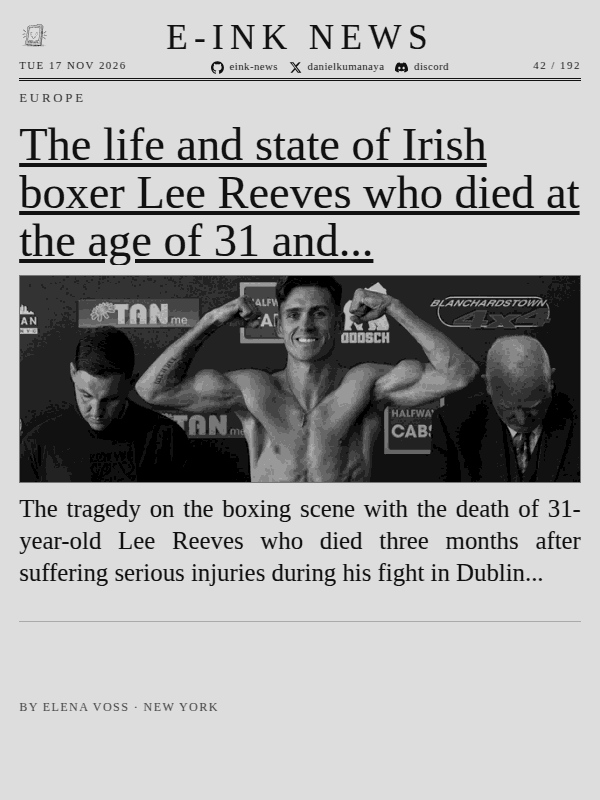 E-INK NEWS
TUE 17 NOV 2026
eink-news danielkumanaya discord
42 / 192
EUROPE
The life and state of Irish
boxer Lee Reeves who died at
the age of 31 and...
TAN me
BLANCHARDSTOWN
4x4
TAN me
HALFWAY
CABS
The tragedy on the boxing scene with the death of 31-
year-old Lee Reeves who died three months after
suffering serious injuries during his fight in Dublin...
BY ELENA VOSS · NEW YORK